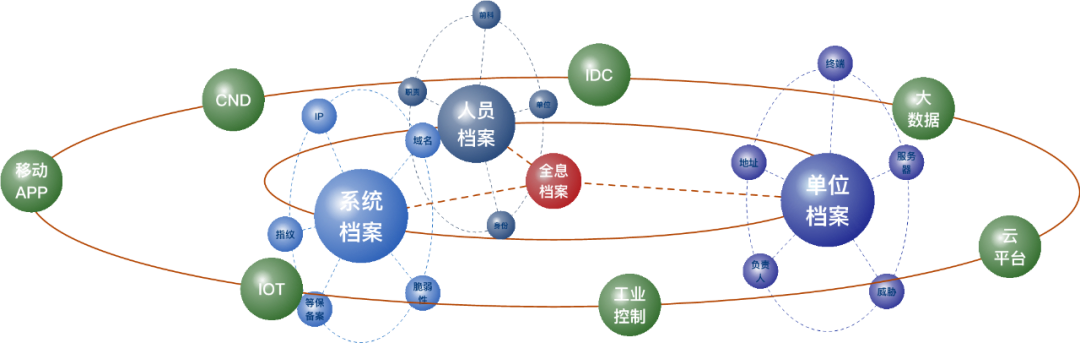 前科
IDC
终端
CND
职责
单位
大
数据
IP
人员
档案
域名
地址
服务
器
移动
APP
全息
档案
系统
档案
单位
档案
身份
指纹
云
平台
负责
人
IOT
脆弱
性
威胁
等保
备案
工业
控制